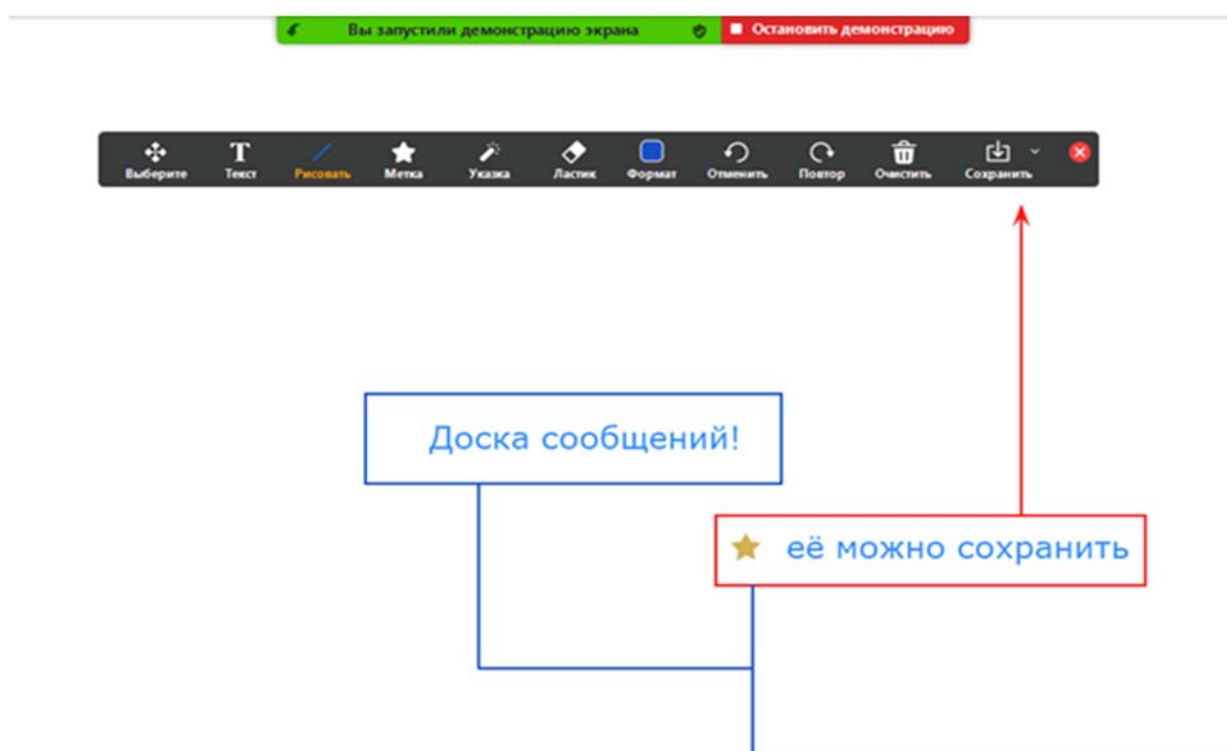 Вы запустили демонстрацию экрана Остановить демонстрацию
Выберите Текст Рисовать Метка Указка Ластик Формат Отменить Повтор Очистить Сохранить
Доска сообщений!
её можно сохранить